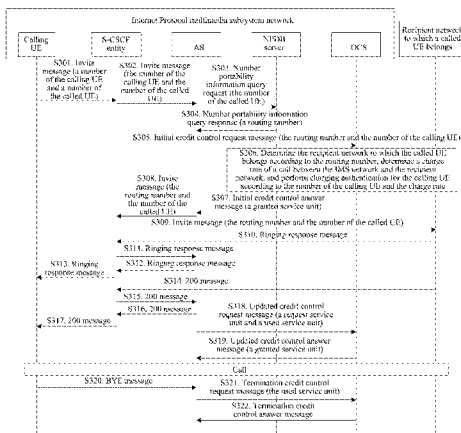 Internet Protocol multimedia subsystem network
Calling
UE
S-CSCF
entity
AS
NPDB
server
OCS
Recipient network
to which a called
UE belongs
S301. Invite
message (a number
of the calling UE
and a number of
the called UE)
S302. Invite message
(the number of the
calling UE and the
number of the called
UE)
S303. Number
portability
information query
request (the number
of the called UE)
S304. Number portability information
query response (a routing number)
S305. Initial credit control request message (the routing number and the number of the calling UE)
S306. Determine the recipient network to which the called UE
belongs according to the routing number, determine a charge
rate of a call between the IMS network and the recipient
network, and perform charging authentication for the calling UE
according to the number of the calling UE and the charge rate
S307. Initial credit control answer
message (a granted service unit)
S308. Invite
message (the
routing number and
the number of the
called UE)
S309. Invite message (the routing number and the number of the called UE)
S310. Ringing response message
S311. Ringing response message
S312. Ringing response message
S313. Ringing
response message
S314. 200 message
S315. 200 message
S316. 200 message
S317. 200 message
S318. Updated credit control
request message (a request service
unit and a used service unit)
S319. Updated credit control answer
message (a granted service unit)
Call
S320. BYE message
S321. Termination credit control
request message (the used service unit)
S322. Termination credit
control answer message